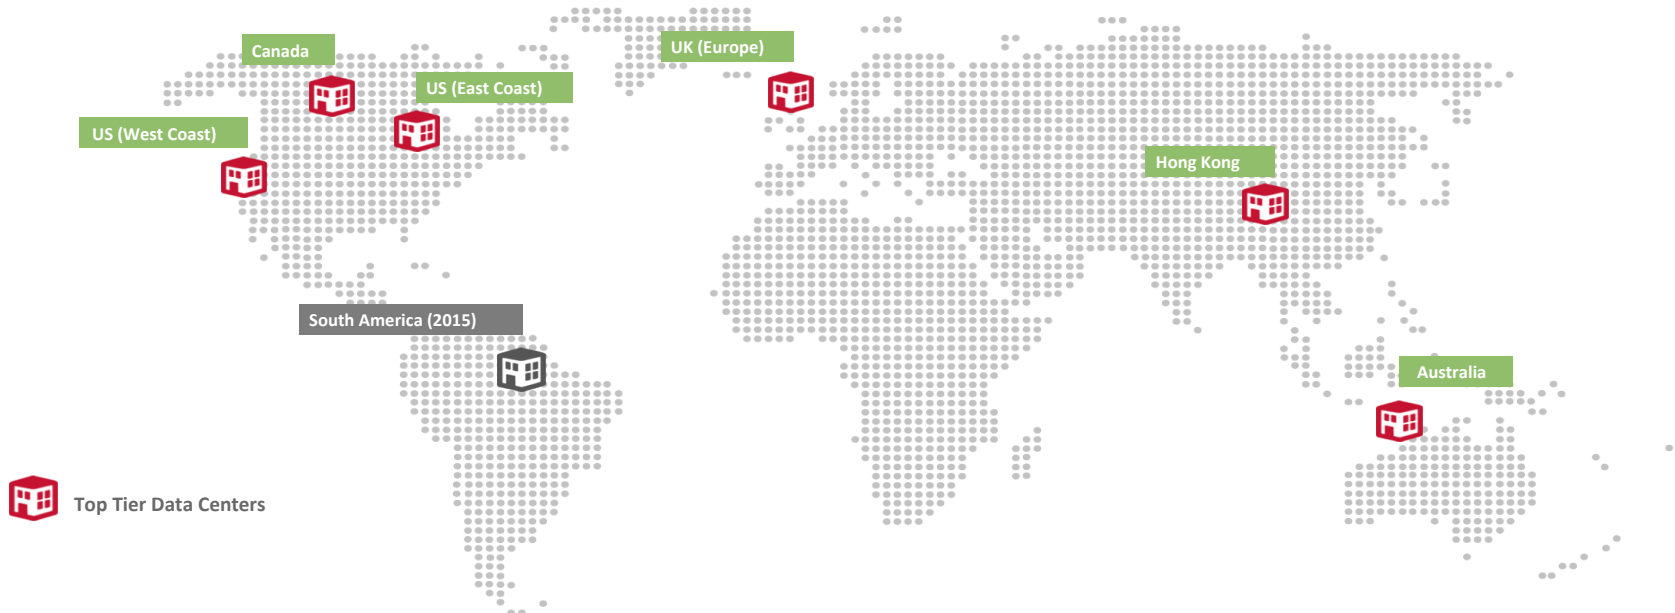 Canada
UK (Europe)
US (East Coast)
US (West Coast)
Hong Kong
South America (2015)
Australia
Top Tier Data Centers